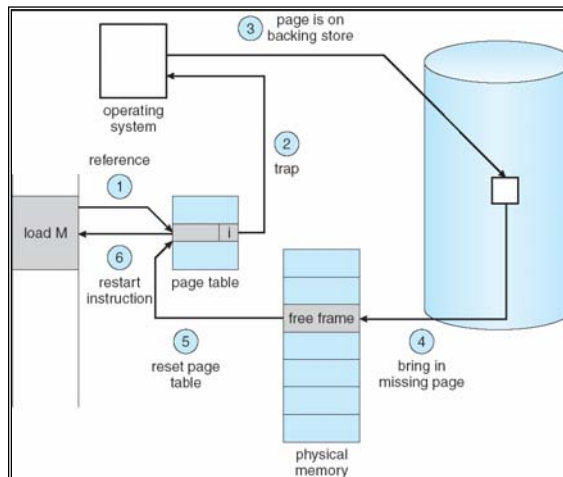 3
page is on
backing store
operating
system
2
trap
reference
1
load M
i
6
restart
instruction
page table
free frame
5
reset page
table
4
bring in
missing page
physical
memory